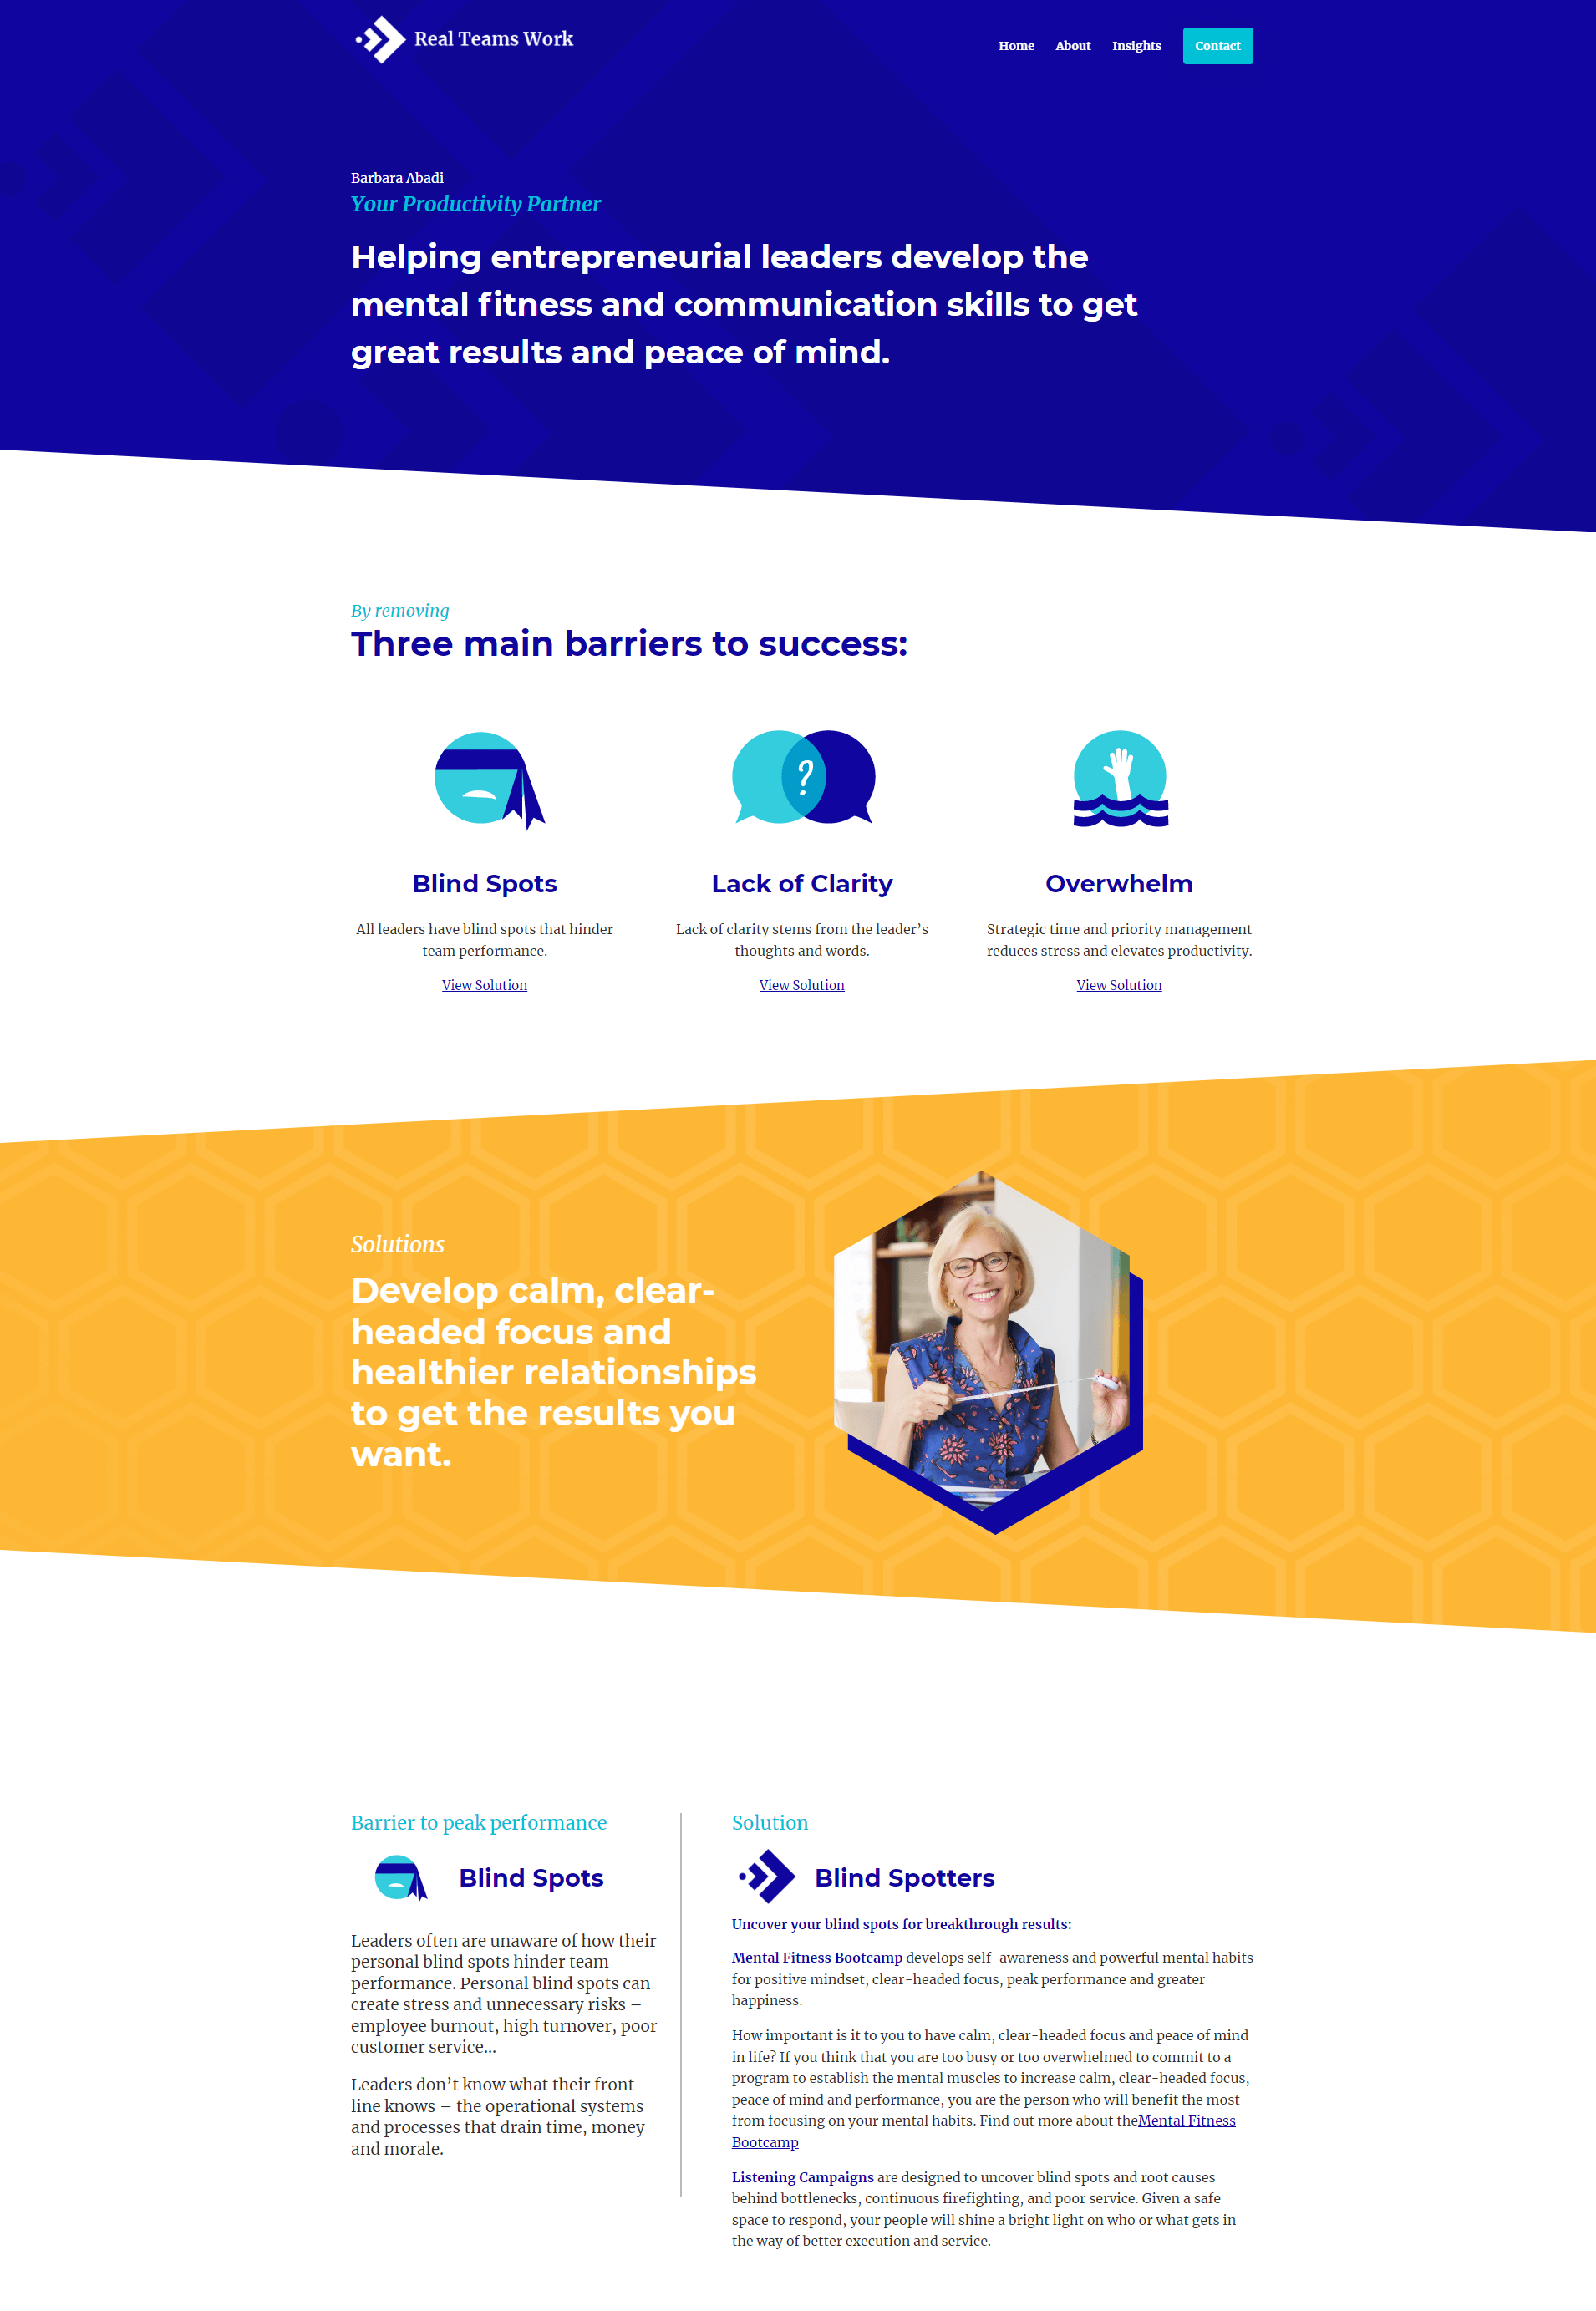 Real Teams Work
Home
About
Insights
Contact
Barbara Abadi
Your Productivity Partner
Helping entrepreneurial leaders develop the
mental fitness and communication skills to get
great results and peace of mind.
By removing
Three main barriers to success:
?
Blind Spots
All leaders have blind spots that hinder
team performance.
View Solution
Lack of Clarity
Lack of clarity stems from the leader’s
thoughts and words.
View Solution
Overwhelm
Strategic time and priority management
reduces stress and elevates productivity.
View Solution
Solutions
Develop calm, clear-
headed focus and
healthier relationships
to get the results you
want.
Barrier to peak performance
Blind Spots
Leaders often are unaware of how their
personal blind spots hinder team
performance. Personal blind spots can
create stress and unnecessary risks –
employee burnout, high turnover, poor
customer service…
Leaders don’t know what their front
line knows – the operational systems
and processes that drain time, money
and morale.
Solution
Blind Spotters
Uncover your blind spots for breakthrough results:
Mental Fitness Bootcamp develops self-awareness and powerful mental habits
for positive mindset, clear-headed focus, peak performance and greater
happiness.
How important is it to you to have calm, clear-headed focus and peace of mind
in life? If you think that you are too busy or too overwhelmed to commit to a
program to establish the mental muscles to increase calm, clear-headed focus,
peace of mind and performance, you are the person who will benefit the most
from focusing on your mental habits. Find out more about theMental Fitness
Bootcamp
Listening Campaigns are designed to uncover blind spots and root causes
behind bottlenecks, continuous firefighting, and poor service. Given a safe
space to respond, your people will shine a bright light on who or what gets in
the way of better execution and service.